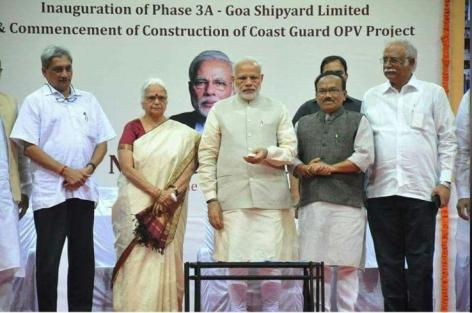 Inauguration of Phase 3A - Goa Shipyard Limited
& Commencement of Construction of Coast Guard OPV Project